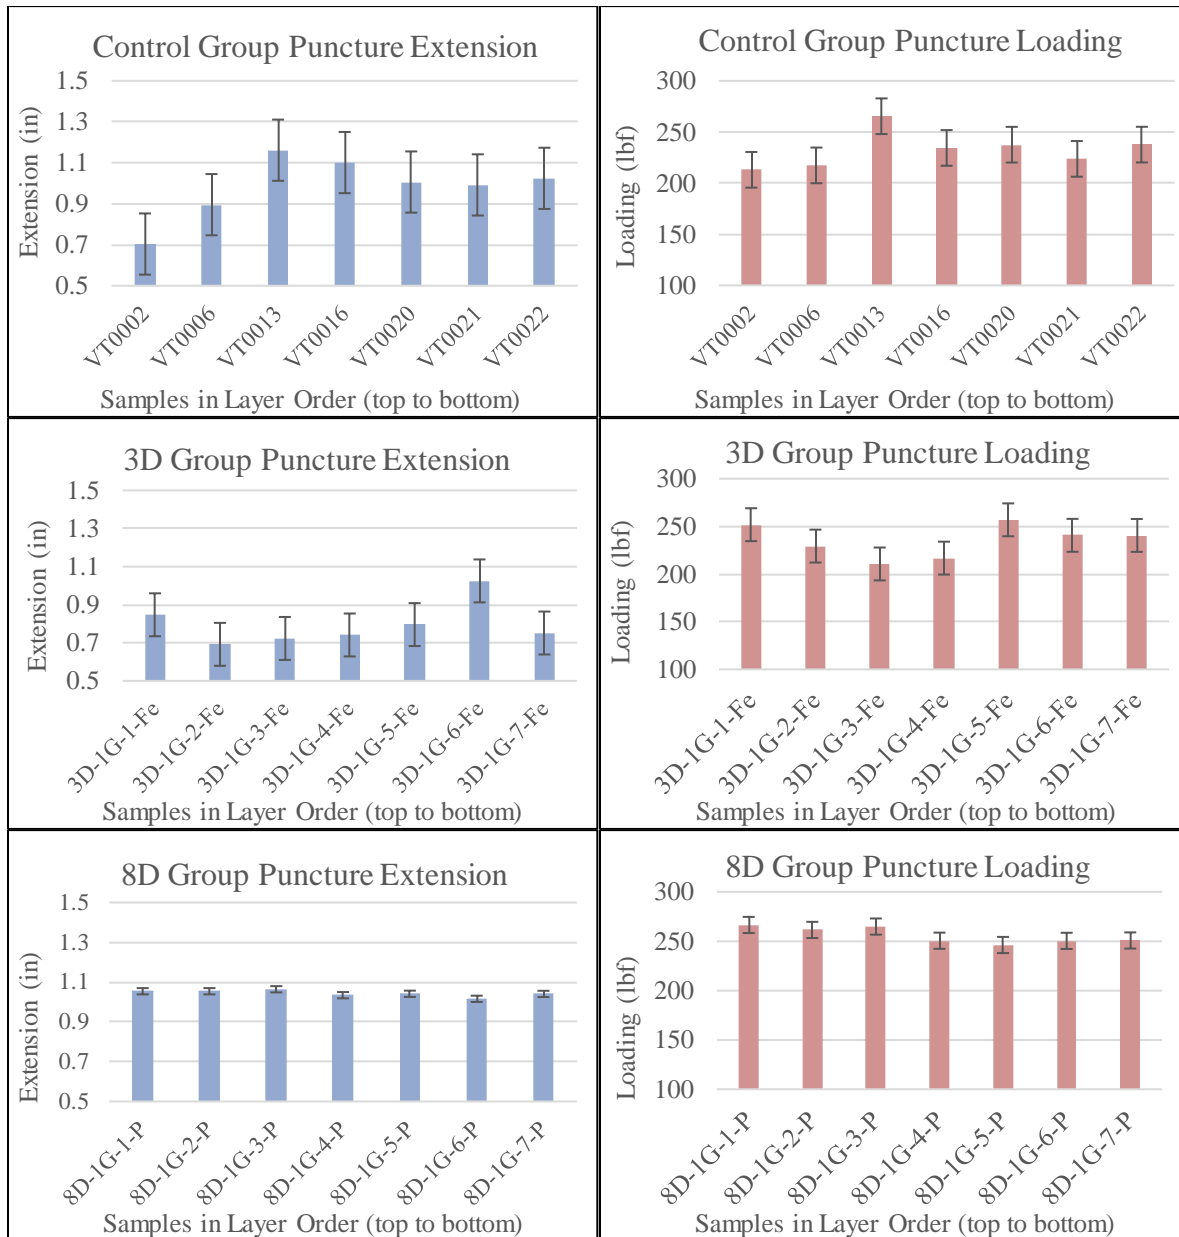 Control Group Puncture Extension
Extension (in)
1.5
1.3
1.1
0.9
0.7
0.5
VT0002
VT0006
VT0013
VT0016
VT0020
VT0021
VT0022
Samples in Layer Order (top to bottom)
Control Group Puncture Loading
Loading (lbf)
300
250
200
150
100
VT0002
VT0006
VT0013
VT0016
VT0020
VT0021
VT0022
Samples in Layer Order (top to bottom)
3D Group Puncture Extension
Extension (in)
1.5
1.3
1.1
0.9
0.7
0.5
3D-1G-1-Fe
3D-1G-2-Fe
3D-1G-3-Fe
3D-1G-4-Fe
3D-1G-5-Fe
3D-1G-6-Fe
3D-1G-7-Fe
Samples in Layer Order (top to bottom)
3D Group Puncture Loading
Loading (lbf)
300
250
200
150
100
3D-1G-1-Fe
3D-1G-2-Fe
3D-1G-3-Fe
3D-1G-4-Fe
3D-1G-5-Fe
3D-1G-6-Fe
3D-1G-7-Fe
Samples in Layer Order (top to bottom)
8D Group Puncture Extension
Extension (in)
1.5
1.3
1.1
0.9
0.7
0.5
8D-1G-1-P
8D-1G-2-P
8D-1G-3-P
8D-1G-4-P
8D-1G-5-P
8D-1G-6-P
8D-1G-7-P
Samples in Layer Order (top to bottom)
8D Group Puncture Loading
Loading (lbf)
300
250
200
150
100
8D-1G-1-P
8D-1G-2-P
8D-1G-3-P
8D-1G-4-P
8D-1G-5-P
8D-1G-6-P
8D-1G-7-P
Samples in Layer Order (top to bottom)